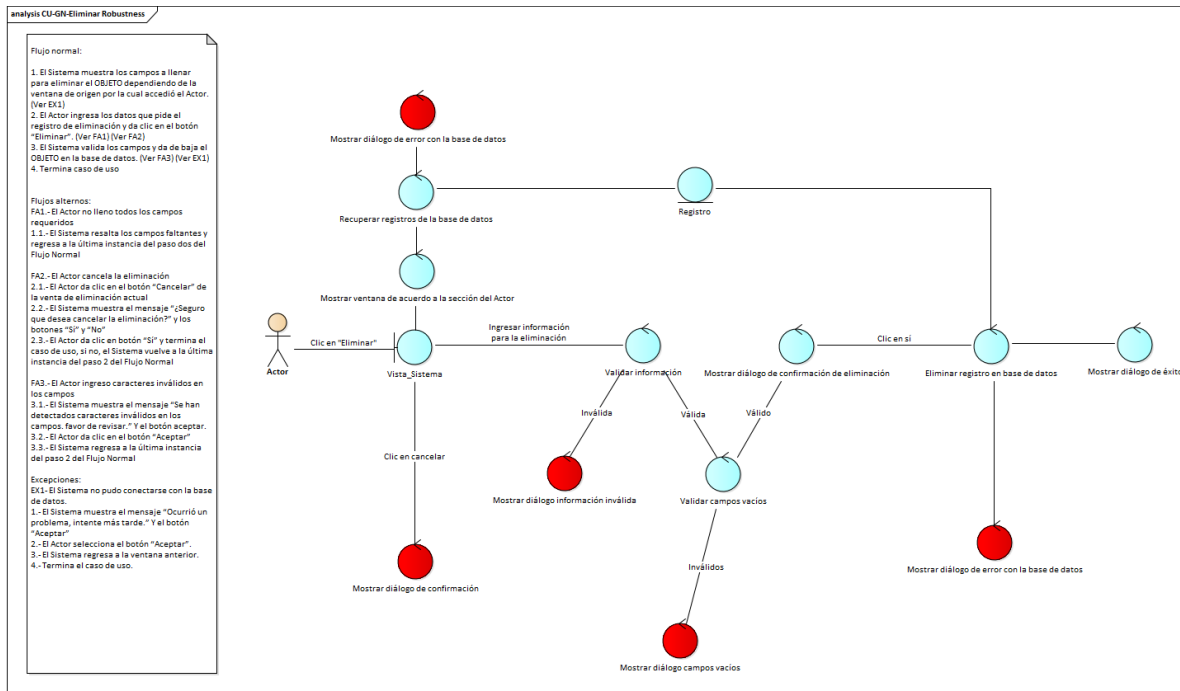 analysis CU-GN-Eliminar Robustness
Flujo normal:
1. El Sistema muestra los campos a llenar
para eliminar el OBJETO dependiendo de la
ventana de origen por la cual accedió el Actor.
(Ver EX1)
2. El Actor ingresa los datos que pide el
registro de eliminación y da clic en el botón
“Eliminar”. (Ver FA1) (Ver FA2)
3. El Sistema valida los campos y da de baja el
OBJETO en la base de datos. (Ver FA3) (Ver EX1)
4. Termina caso de uso
Flujos alternos:
FA1.- El Actor no lleno todos los campos
requeridos
1.1.- El Sistema resalta los campos faltantes y
regresa a la última instancia del paso dos del
Flujo Normal
FA2.- El Actor cancela la eliminación
2.1.- El Actor da clic en el botón “Cancelar” de
la venta de eliminación actual
2.2.- El Sistema muestra el mensaje “¿Seguro
que desea cancelar la eliminación?” y los
botones “Sí” y “No”
2.3.- El Actor da clic en botón “Sí” y termina el
caso de uso, si no, el Sistema vuelve a la última
instancia del paso 2 del Flujo Normal
FA3.- El Actor ingreso caracteres inválidos en
los campos
3.1.- El Sistema muestra el mensaje “Se han
detectados caracteres inválidos en los
campos. favor de revisar.” Y el botón aceptar.
3.2.- El Actor da clic en el botón “Aceptar”
3.3.- El Sistema regresa a la última instancia
del paso 2 del Flujo Normal
Excepciones:
EX1- El Sistema no pudo conectarse con la base
de datos.
1.- El Sistema muestra el mensaje “Ocurrió un
problema, intente más tarde.” Y el botón
“Aceptar”
2.- El Actor selecciona el botón “Aceptar”.
3.- El Sistema regresa a la ventana anterior.
4.- Termina el caso de uso.
Mostrar diálogo de error con la base de datos
Recuperar registros de la base de datos
Registro
Mostrar ventana de acuerdo a la sección del Actor
Actor
Clic en "Eliminar"
Vista_Sistema
Ingresar información
para la eliminación
Validar información
Mostrar diálogo de confirmación de eliminación
Clic en sí
Eliminar registro en base de datos
Mostrar diálogo de éxito
Inválida
Válida
Válido
Clic en cancelar
Mostrar diálogo información inválida
Validar campos vacíos
Mostrar diálogo de confirmación
Inválidos
Mostrar diálogo de error con la base de datos
Mostrar diálogo campos vacíos